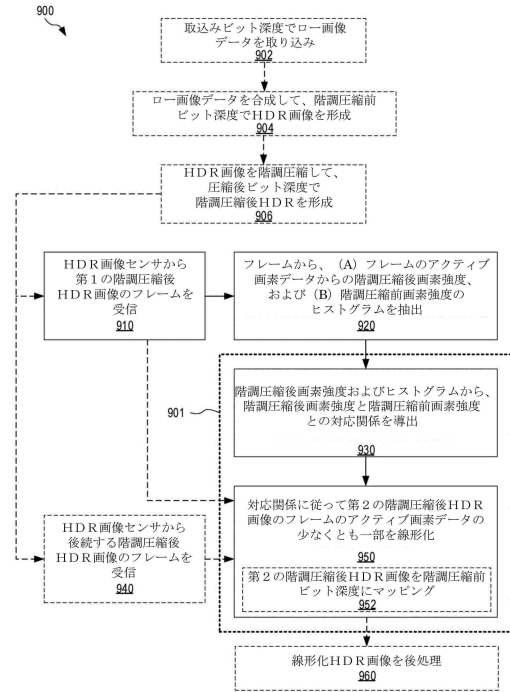 900
取込みビット深度でロー画像
データを取り込み
902
ロー画像データを合成して、階調圧縮前
ビット深度でHDR画像を形成
904
HDR画像を階調圧縮して、
圧縮後ビット深度で
階調圧縮後HDRを形成
906
HDR画像センサから
第1の階調圧縮後
HDR画像のフレームを
受信
910
フレームから、(A)フレームのアクティブ
画素データからの階調圧縮後画素強度、
および(B)階調圧縮前画素強度の
ヒストグラムを抽出
920
901
階調圧縮後画素強度およびヒストグラムから、
階調圧縮後画素強度と階調圧縮前画素強度
との対応関係を導出
930
対応関係に従って第2の階調圧縮後HDR
画像のフレームのアクティブ画素データの
少なくとも一部を線形化
950
第2の階調圧縮後HDR画像を階調圧縮前
ビット深度にマッピング
952
HDR画像センサから
後続する階調圧縮後
HDR画像のフレームを
受信
940
線形化HDR画像を後処理
960